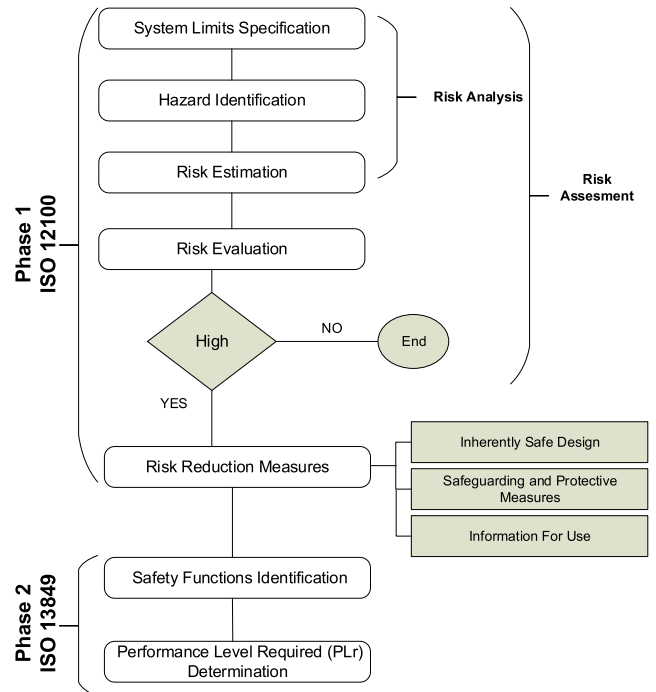 System Limits Specification
Hazard Identification
Risk Analysis
Risk Estimation
Risk
Assesment
Phase 1
ISO 12100
Risk Evaluation
High
NO
End
YES
Risk Reduction Measures
Inherently Safe Design
Safeguarding and Protective
Measures
Information For Use
Phase 2
ISO 13849
Safety Functions Identification
Performance Level Required (PLr)
Determination